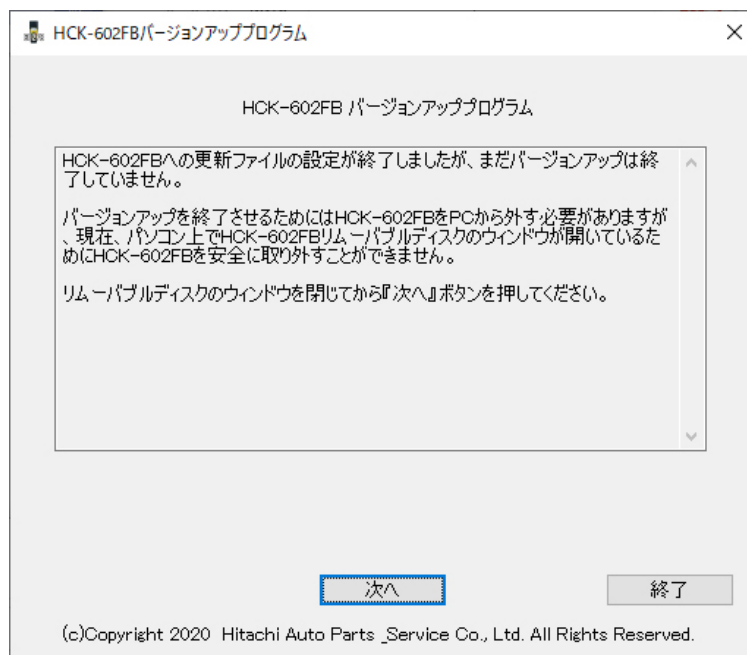 HCK-602FBバージョンアッププログラム
HCK-602FB バージョンアッププログラム
HCK-602FBへの更新ファイルの設定が終了しましたが、まだバージョンアップは終
了していません。
バージョンアップを終了させるためにはHCK-602FBをPCから外す必要がありますが
、現在、パソコン上でHCK-602FBリムーバブルディスクのウィンドウが開いているた
めにHCK-602FBを安全に取り外すことができません。
リムーバブルディスクのウィンドウを閉じてから『次へ』ボタンを押してください。
次へ
終了
(c)Copyright 2020 Hitachi Auto Parts _Service Co., Ltd. All Rights Reserved.